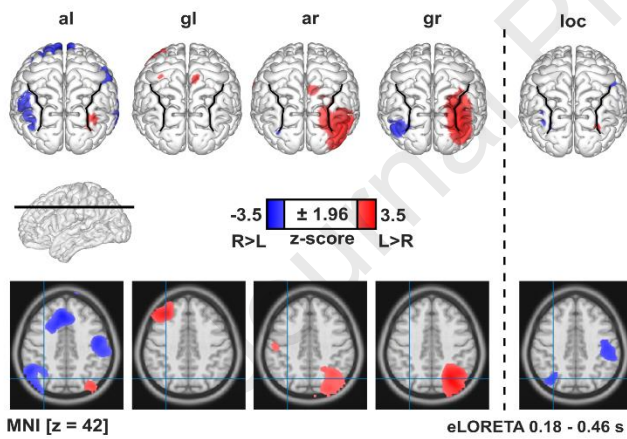 al gl ar gr loc
-3.5 ± 1.96 3.5
R>L z-score L>R
MNI [z = 42] eLORETA 0.18 - 0.46 s